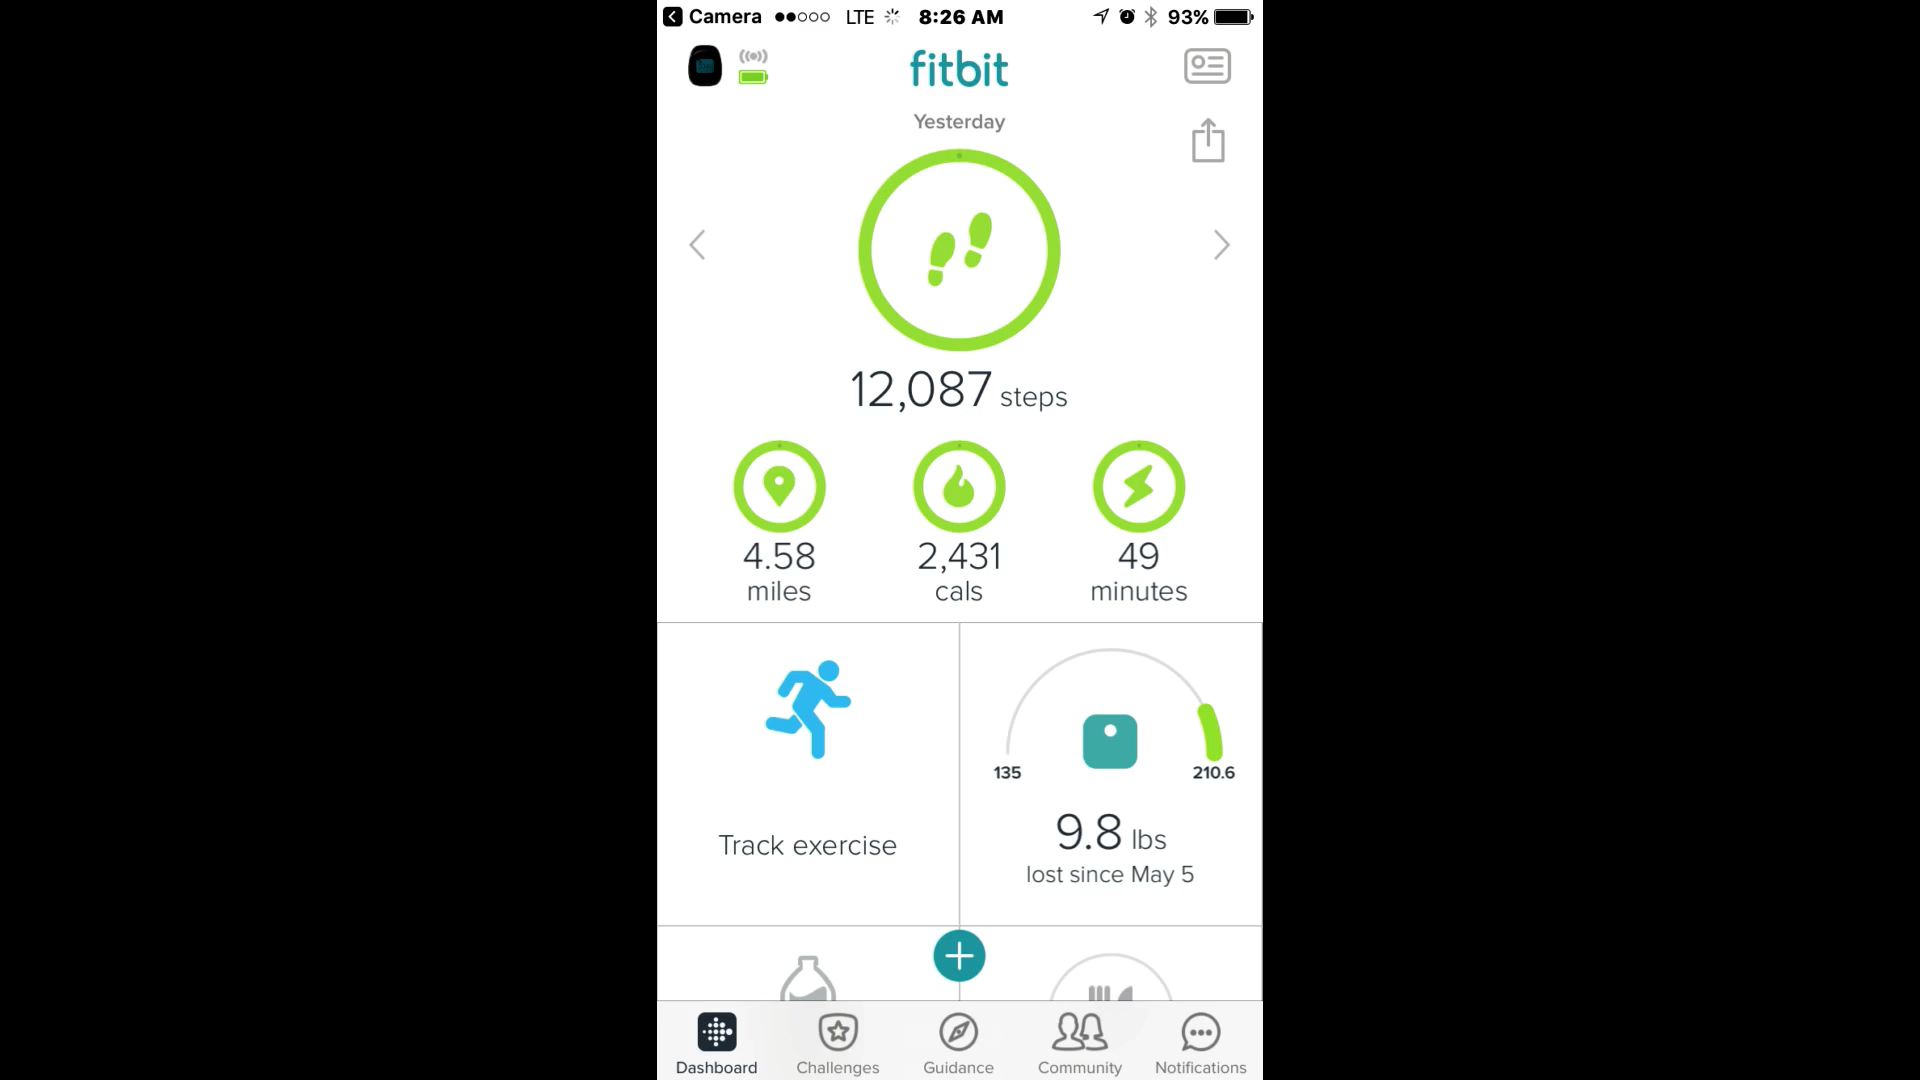 Camera LTE 8:26 AM 93%
fitbit
Yesterday
12,087 steps
4.58 2,431 49
miles cals minutes
135 210.6
9.8 lbs
Track exercise
lost since May 5
Dashboard Challenges Guidance Community Notifications